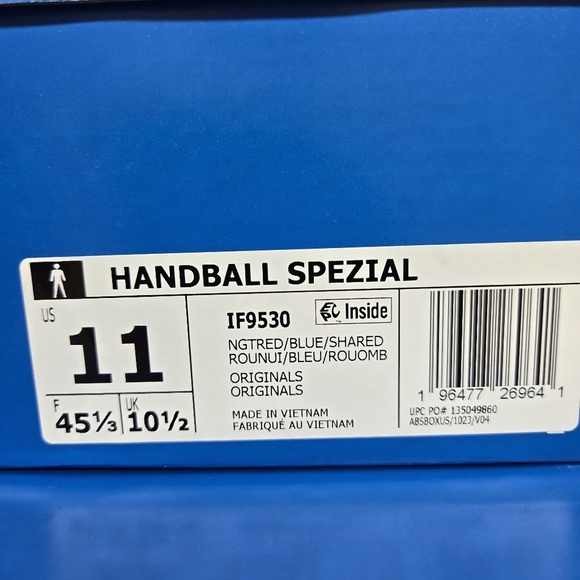 HANDBALL SPEZIAL
US
11
F
45⅓
UK
10½
IF9530
Inside
NGTRED/BLUE/SHARED
ROUNUI/BLEU/ROUOMB
ORIGINALS
ORIGINALS
MADE IN VIETNAM
FABRIQUÉ AU VIETNAM
1 96477 26964 1
UPC PO# 135049860
ABSBOXUS/1023/V04